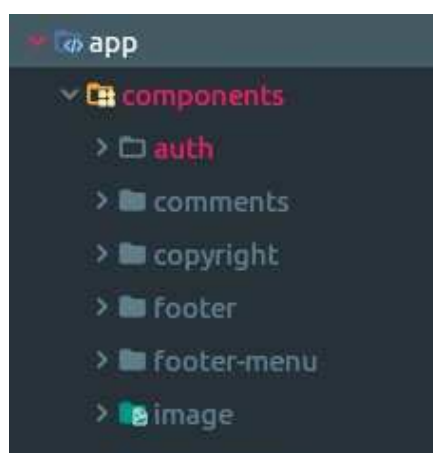 app
components
auth
comments
copyright
footer
footer-menu
image